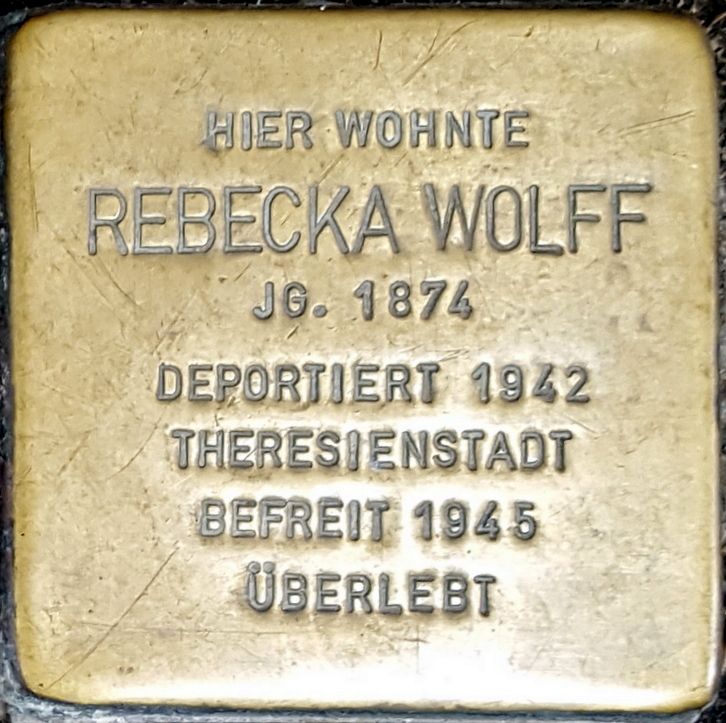 HIER WOHNTE
REBECKA WOLFF
JG. 1874
DEPORTIERT 1942
THERESIENSTADT
BEFREIT 1945
ÜBERLEBT